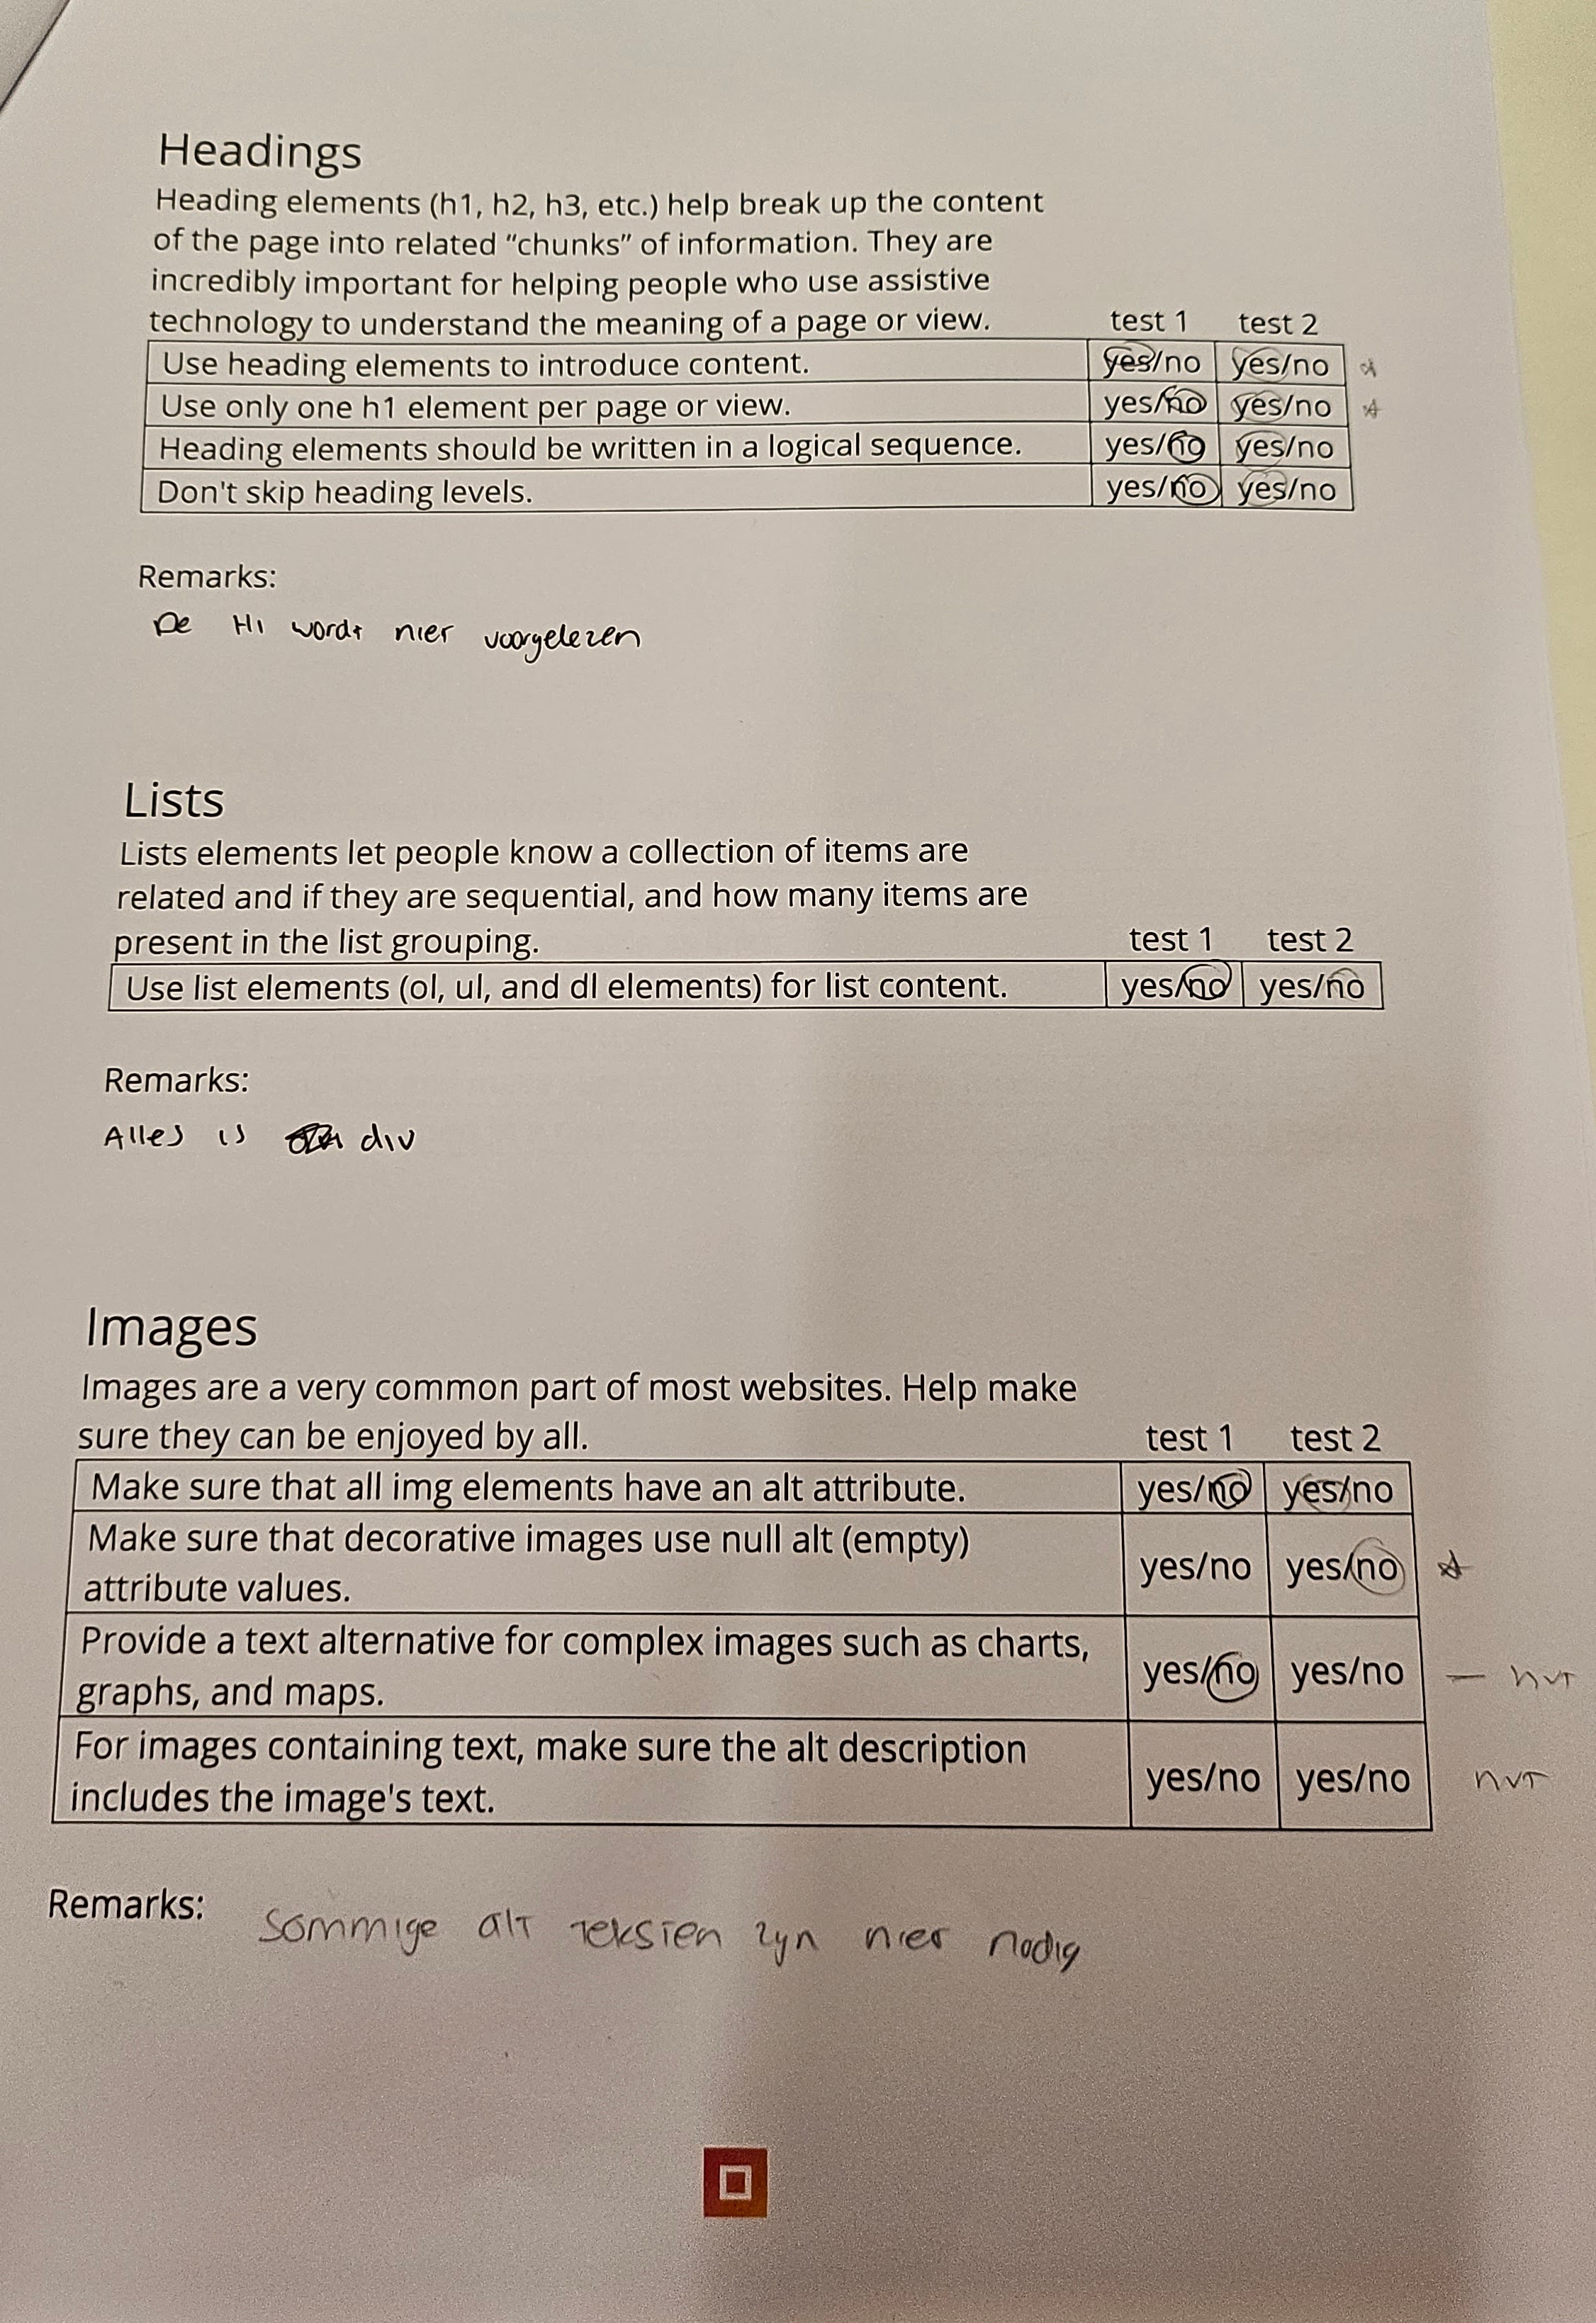 Headings
Heading elements (h1, h2, h3, etc.) help break up the content
of the page into related “chunks” of information. They are
incredibly important for helping people who use assistive
technology to understand the meaning of a page or view. test 1 test 2
Use heading elements to introduce content. yes/no yes/no
Use only one h1 element per page or view. yes/no yes/no
Heading elements should be written in a logical sequence. yes/no yes/no
Don't skip heading levels. yes/no yes/no
Remarks:
De H1 wordt niet voorgelezen
Lists
Lists elements let people know a collection of items are
related and if they are sequential, and how many items are
present in the list grouping. test 1 test 2
Use list elements (ol, ul, and dl elements) for list content. yes/no yes/no
Remarks:
Alles is div
Images
Images are a very common part of most websites. Help make
sure they can be enjoyed by all. test 1 test 2
Make sure that all img elements have an alt attribute. yes/no yes/no
Make sure that decorative images use null alt (empty)
attribute values. yes/no yes/no
Provide a text alternative for complex images such as charts,
graphs, and maps. yes/no yes/no — nvt
For images containing text, make sure the alt description
includes the image's text. yes/no yes/no nvt
Remarks: Sommige alt teksten zyn niet nodig